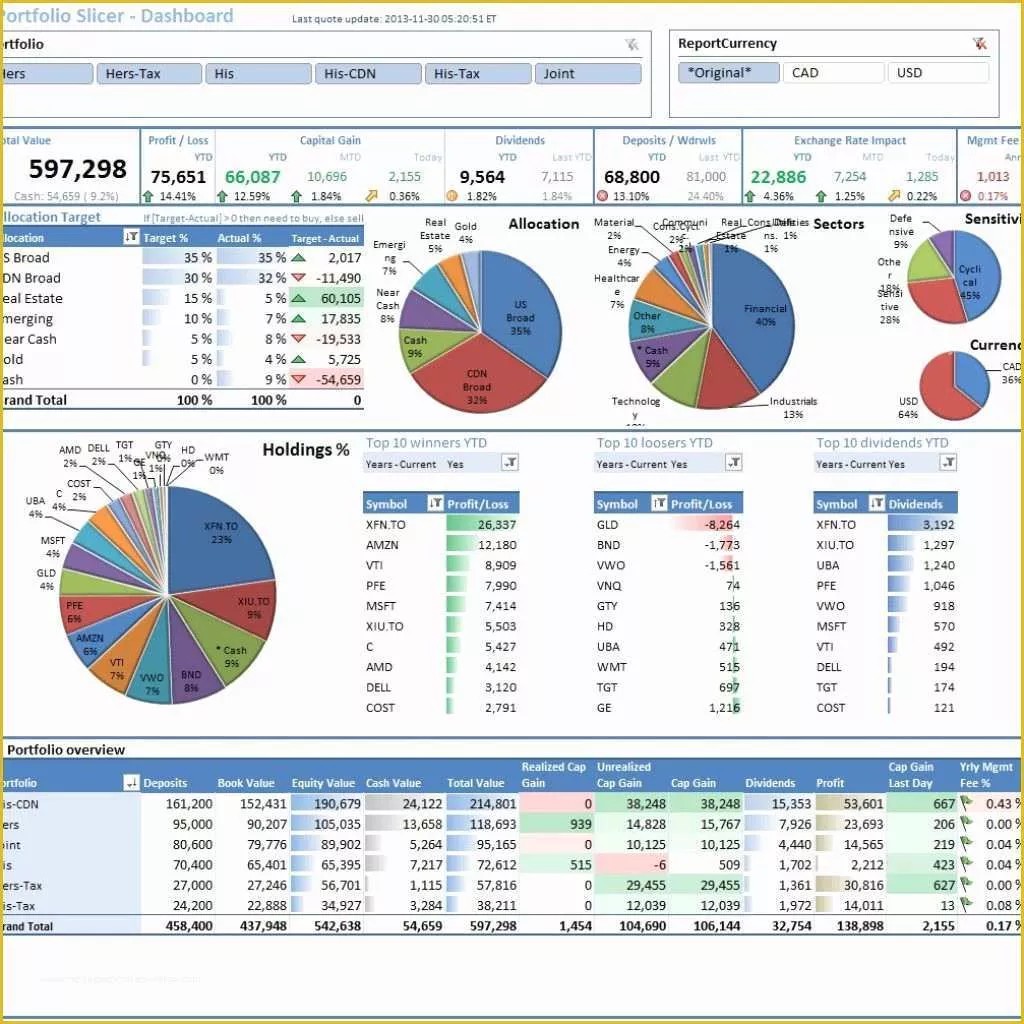 Portfolio Slicer - Dashboard
Last quote update: 2013-11-30 05:20:51 ET
rtfolio
ReportCurrency
Hers Hers-Tax His His-CDN His-Tax Joint
*Original* CAD USD
otal Value Profit / Loss Capital Gain Dividends Deposits / Wdrwls Exchange Rate Impact Mgmt Fee
YTD YTD MTD Today YTD Last YTD YTD Last YTD YTD MTD Today Ann
597,298 75,651 66,087 10,696 2,155 9,564 7,115 68,800 81,000 22,886 7,254 1,285 1,013
Cash: 54,659 ( 9.2%) 14.41% 12.59% 1.84% 0.36% 1.82% 1.84% 13.10% 24.40% 4.36% 1.25% 0.22% 0.17%
llocation Target If [Target-Actual] > 0 then need to buy, else sell
location Target % Actual % Target - Actual
S Broad 35 % 35 % 2,017
DN Broad 30 % 32 % -11,490
eal Estate 15 % 5 % 60,105
merging 10 % 7 % 17,835
ear Cash 5 % 8 % -19,533
old 5 % 4 % 5,725
ash 0 % 9 % -54,659
rand Total 100 % 100 % 0
Allocation
Real Estate 5%
Gold 4%
Emergi ng 7%
Near Cash 8%
Cash 9%
CDN Broad 32%
US Broad 35%
Sectors
Material.. 2%
Communi c. 2%
Cons.Cycl. 2%
Real_ Estate 1%
Cons.Defe ns. 1%
Utilities 1%
Energy 4%
Healthcar e 7%
Other 8%
* Cash 9%
Technolog y
Industrials 13%
Financial 40%
Sensitivi
Defe nsive 9%
Othe r 18%
Sensi tive 28%
Cycli cal 45%
Currenc
CAD 36%
USD 64%
Holdings %
AMD 2%
DELL 2%
TGT 1%
GE 1%
VNQ 1%
GTY 0%
HD 0%
WMT 0%
COST 2%
C 4%
UBA 4%
MSFT 4%
GLD 4%
PFE 6%
AMZN 6%
VTI 7%
VWO 7%
BND 8%
* Cash 9%
XIU.TO 9%
XFN.TO 23%
Top 10 winners YTD
Years - Current Yes
Symbol Profit/Loss
XFN.TO 26,337
AMZN 12,180
VTI 8,909
PFE 7,990
MSFT 7,414
XIU.TO 5,503
C 5,427
AMD 4,142
DELL 3,120
COST 2,791
Top 10 loosers YTD
Years - Current Yes
Symbol Profit/Loss
GLD -8,264
BND -1,773
VWO -1,561
VNQ 74
GTY 136
HD 328
UBA 471
WMT 515
TGT 697
GE 1,216
Top 10 dividends YTD
Years - Current Yes
Symbol Dividends
XFN.TO 3,192
XIU.TO 1,297
UBA 1,240
PFE 1,046
VWO 918
MSFT 570
VTI 492
DELL 194
TGT 174
COST 121
Portfolio overview
ortfolio Deposits Book Value Equity Value Cash Value Total Value Realized Cap Gain Unrealized Cap Gain Cap Gain Dividends Profit Cap Gain Last Day Yrly Mgmt Fee %
is-CDN 161,200 152,431 190,679 24,122 214,801 0 38,248 38,248 15,353 53,601 667 0.43 %
ers 95,000 90,207 105,035 13,658 118,693 939 14,828 15,767 7,926 23,693 206 0.00 %
oint 80,600 79,776 89,902 5,264 95,165 0 10,125 10,125 4,440 14,565 219 0.04 %
is 70,400 65,401 65,395 7,217 72,612 515 -6 509 1,702 2,212 423 0.04 %
ers-Tax 27,000 27,246 56,701 1,115 57,816 0 29,455 29,455 1,361 30,816 627 0.00 %
is-Tax 24,200 22,888 34,927 3,284 38,211 0 12,039 12,039 1,972 14,011 13 0.08 %
rand Total 458,400 437,948 542,638 54,659 597,298 1,454 104,690 106,144 32,754 138,898 2,155 0.17 %